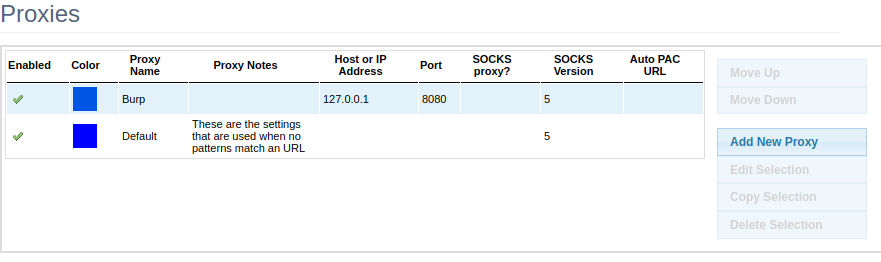 Proxies
Enabled Color Proxy Name Proxy Notes Host or IP Address Port SOCKS proxy? SOCKS Version Auto PAC URL
Burp 127.0.0.1 8080 5
Default These are the settings that are used when no patterns match an URL 5
Move Up
Move Down
Add New Proxy
Edit Selection
Copy Selection
Delete Selection